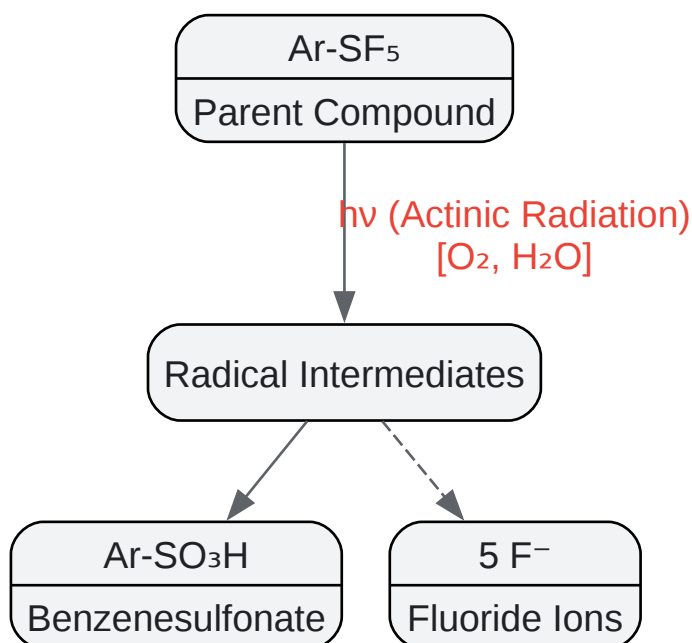 Ar-SF₅
Parent Compound
hν (Actinic Radiation)
[O₂, H₂O]
Radical Intermediates
Ar-SO₃H
Benzenesulfonate
5 F⁻
Fluoride Ions